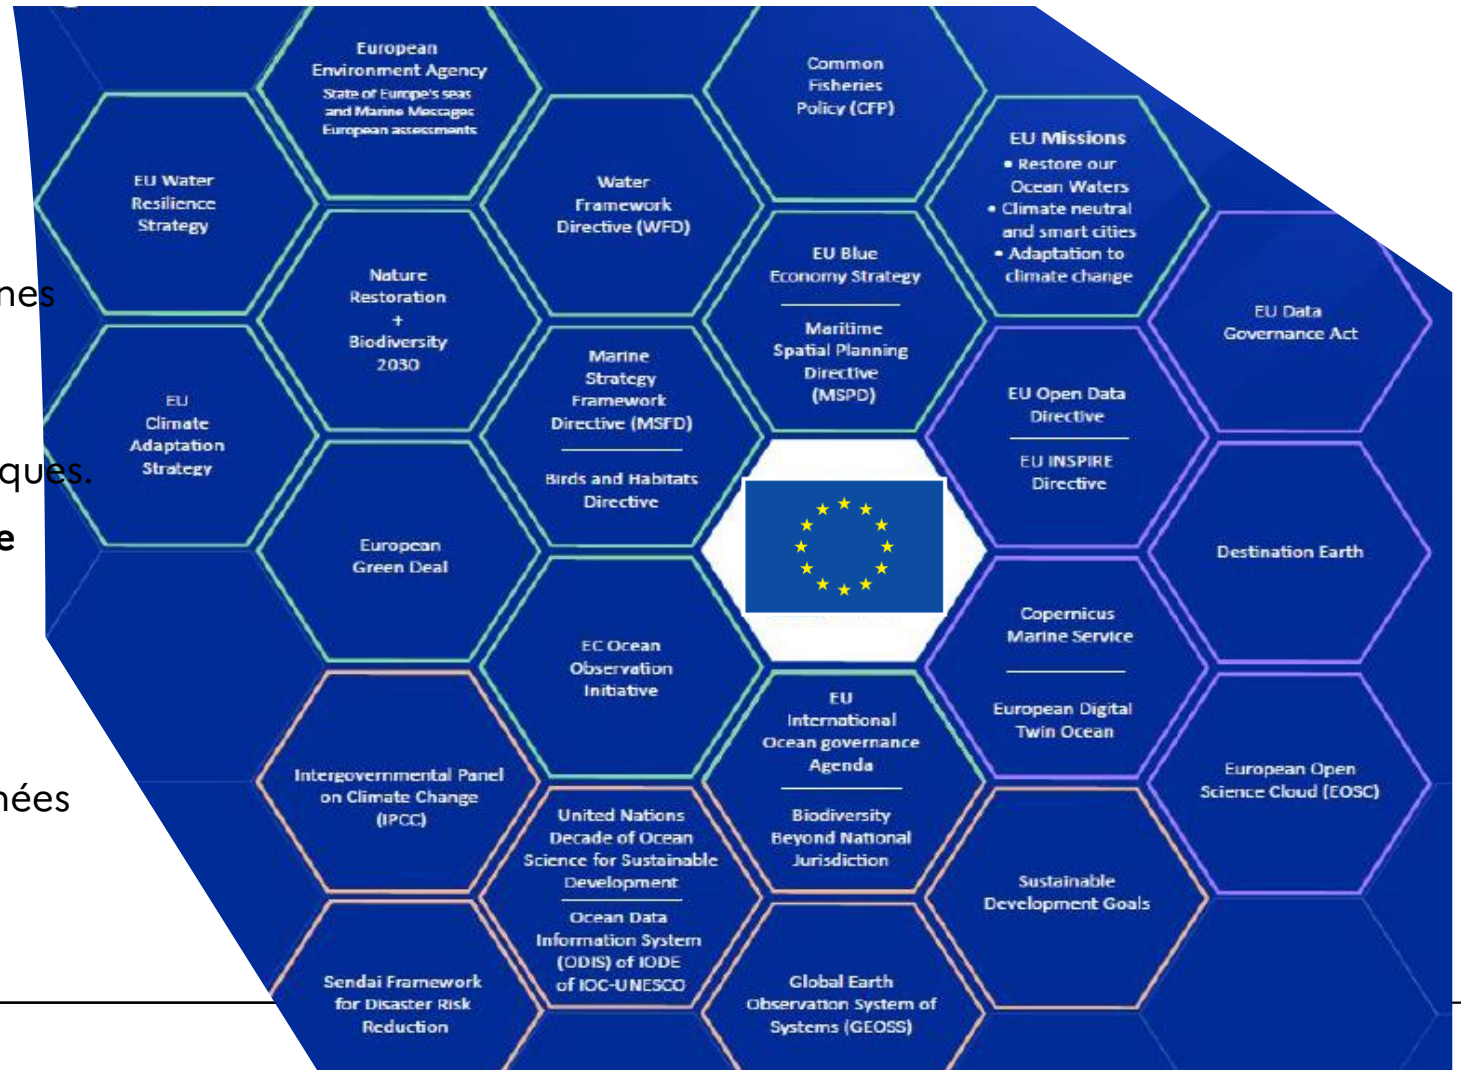 European
Environment Agency
State of Europe's seas
and Marine Messages
European assessments
Common
Fisheries
Policy (CFP)
EU Missions
• Restore our
Ocean Waters
• Climate neutral
and smart cities
• Adaptation to
climate change
EU Water
Resilience
Strategy
Water
Framework
Directive (WFD)
Nature
Restoration
+
Biodiversity
2030
EU Blue
Economy Strategy
Maritime
Spatial Planning
Directive
(MSPD)
EU Data
Governance Act
nes
EU
Climate
Adaptation
Strategy
Marine
Strategy
Framework
Directive (MSFD)
Birds and Habitats
Directive
EU Open Data
Directive
EU INSPIRE
Directive
ques.
e
European
Green Deal
Destination Earth
EC Ocean
Observation
Initiative
Copernicus
Marine Service
European Digital
Twin Ocean
EU
International
Ocean governance
Agenda
Biodiversity
Beyond National
Jurisdiction
Intergovernmental Panel
on Climate Change
(IPCC)
European Open
Science Cloud (EOSC)
nées
United Nations
Decade of Ocean
Science for Sustainable
Development
Ocean Data
Information System
(ODIS) of IODE
of IOC-UNESCO
Sustainable
Development Goals
Sendai Framework
for Disaster Risk
Reduction
Global Earth
Observation System of
Systems (GEOSS)